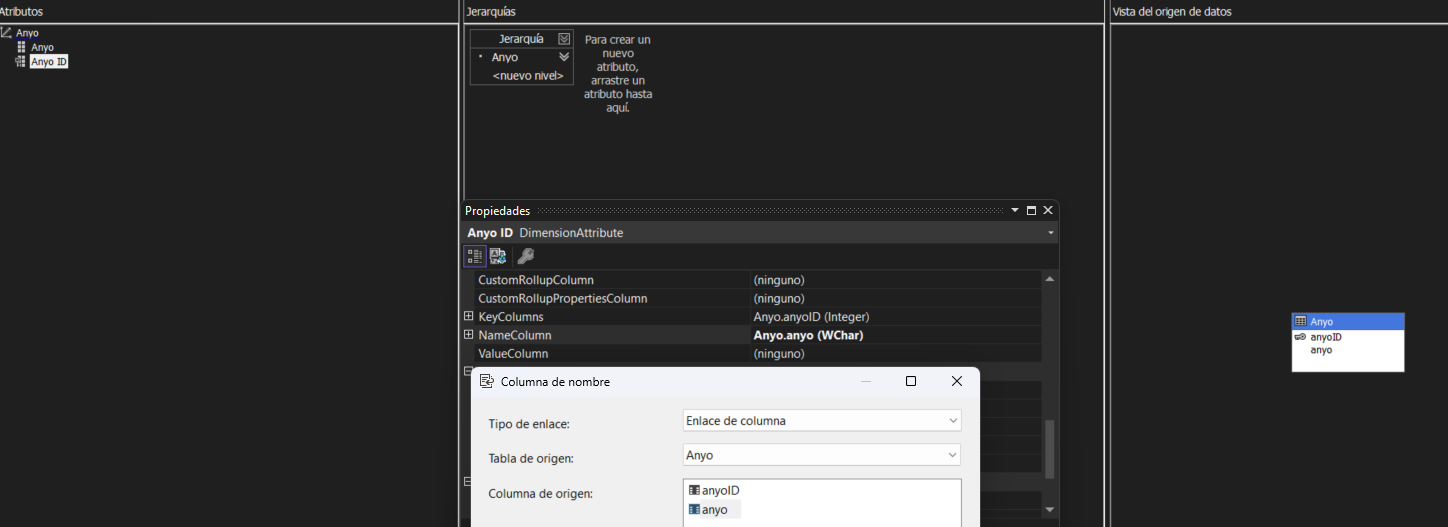 Atributos
Jerarquías
Vista del origen de datos
Anyo
Anyo
Anyo ID
Jerarquía
Anyo
<nuevo nivel>
Para crear un
nuevo
atributo,
arrastre un
atributo hasta
aquí.
Propiedades
Anyo ID DimensionAttribute
CustomRollupColumn (ninguno)
CustomRollupPropertiesColumn (ninguno)
KeyColumns Anyo.anyoID (Integer)
NameColumn Anyo.anyo (WChar)
ValueColumn (ninguno)
Anyo
anyoID
anyo
Columna de nombre
Tipo de enlace: Enlace de columna
Tabla de origen: Anyo
Columna de origen: anyoID
anyo